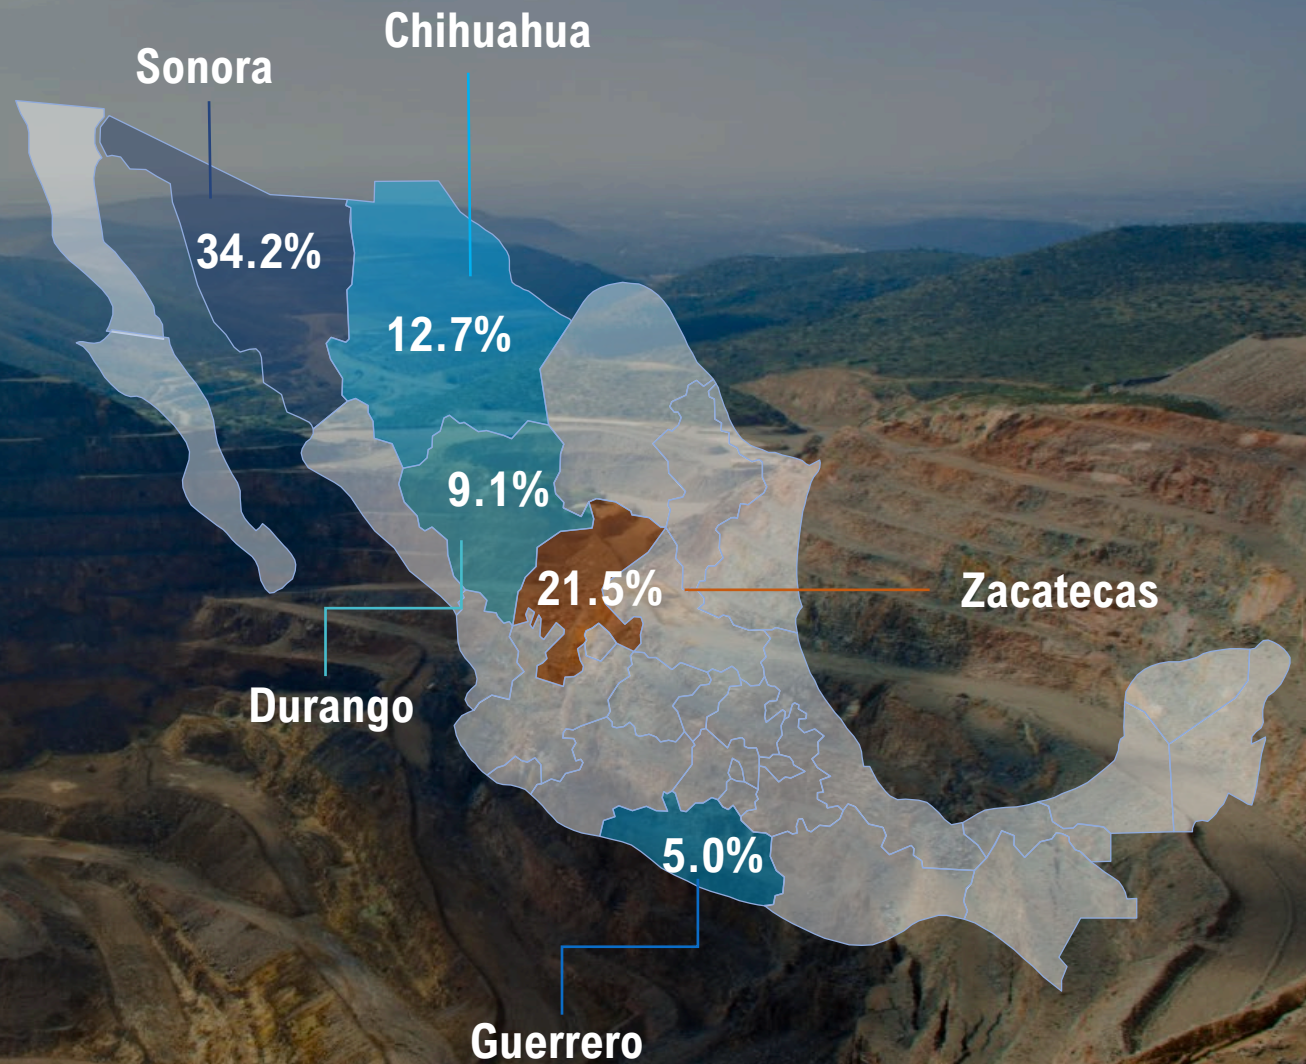 Chihuahua
Sonora
34.2%
12.7%
9.1%
21.5%
Zacatecas
Durango
5.0%
Guerrero